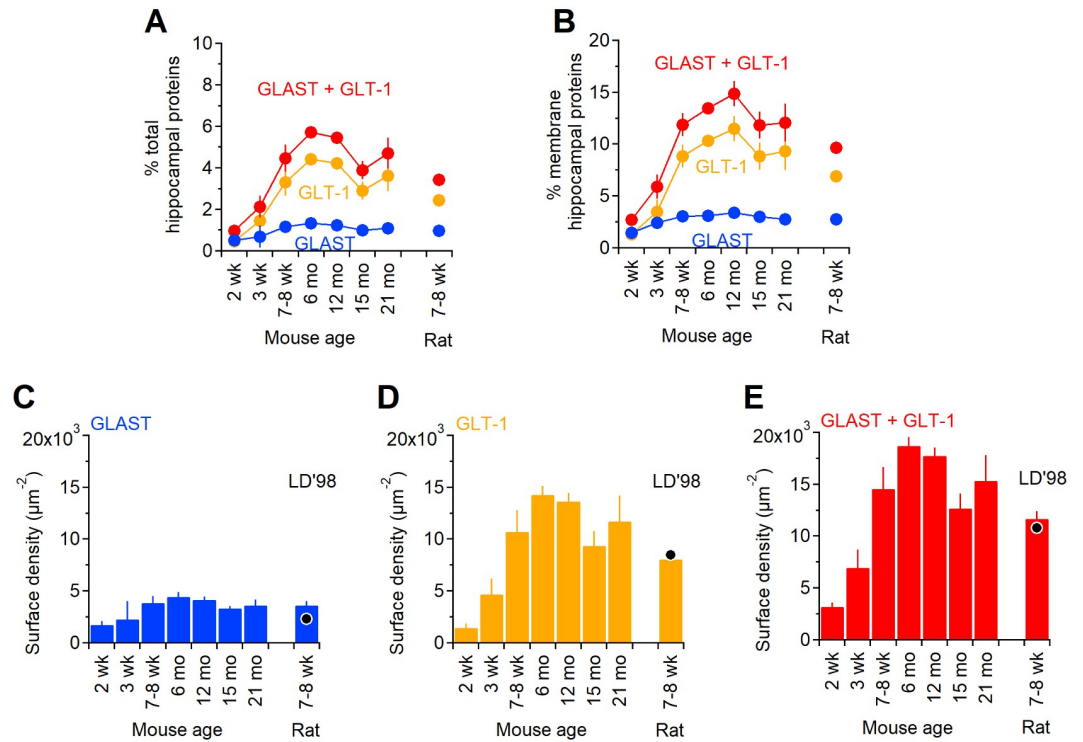 A
% total
hippocampal proteins
10
8
6
4
2
0
GLAST + GLT-1
GLT-1
GLAST
2 wk
3 wk
7-8 wk
6 mo
12 mo
15 mo
21 mo
7-8 wk
Mouse age
Rat
B
% membrane
hippocampal proteins
20
15
10
5
0
GLAST + GLT-1
GLT-1
GLAST
2 wk
3 wk
7-8 wk
6 mo
12 mo
15 mo
21 mo
7-8 wk
Mouse age
Rat
C
GLAST
Surface density (µm⁻²)
20x10³
15
10
5
0
LD'98
2 wk
3 wk
7-8 wk
6 mo
12 mo
15 mo
21 mo
7-8 wk
Mouse age
Rat
D
GLT-1
Surface density (µm⁻²)
20x10³
15
10
5
0
LD'98
2 wk
3 wk
7-8 wk
6 mo
12 mo
15 mo
21 mo
7-8 wk
Mouse age
Rat
E
GLAST + GLT-1
Surface density (µm⁻²)
20x10³
15
10
5
0
LD'98
2 wk
3 wk
7-8 wk
6 mo
12 mo
15 mo
21 mo
7-8 wk
Mouse age
Rat